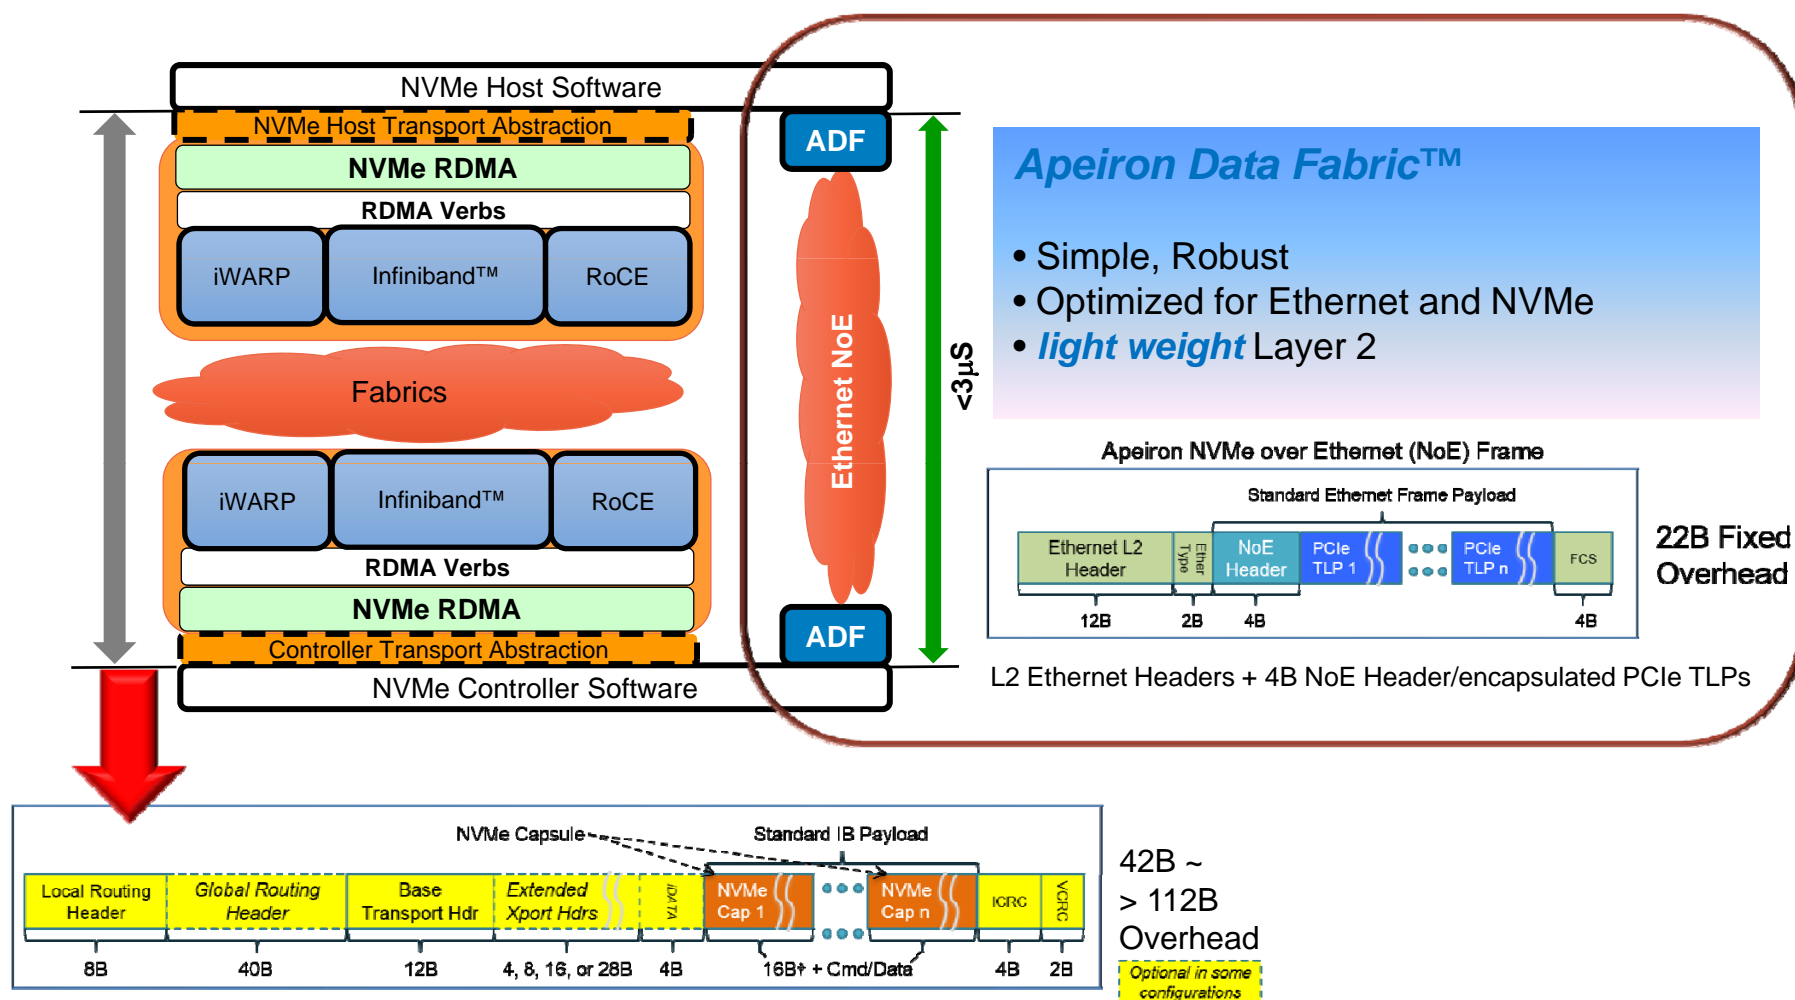 NVMe Host Software
NVMe Host Transport Abstraction
NVMe RDMA
RDMA Verbs
iWARP
Infiniband™
RoCE
Fabrics
iWARP
Infiniband™
RoCE
RDMA Verbs
NVMe RDMA
Controller Transport Abstraction
NVMe Controller Software
ADF
Ethernet NoE
ADF
<3µS
Apeiron Data Fabric™
• Simple, Robust
• Optimized for Ethernet and NVMe
• light weight Layer 2
Apeiron NVMe over Ethernet (NoE) Frame
Standard Ethernet Frame Payload
Ethernet L2
Header
Ether
Type
NoE
Header
PCIe
TLP 1
PCIe
TLP n
FCS
12B
2B
4B
4B
22B Fixed
Overhead
L2 Ethernet Headers + 4B NoE Header/encapsulated PCIe TLPs
NVMe Capsule
Standard IB Payload
Local Routing
Header
Global Routing
Header
Base
Transport Hdr
Extended
Xport Hdrs
iDATA
NVMe
Cap 1
NVMe
Cap n
ICRC
VCRC
8B
40B
12B
4, 8, 16, or 28B
4B
16B+ + Cmd/Data
4B
2B
42B ~
> 112B
Overhead
Optional in some
configurations